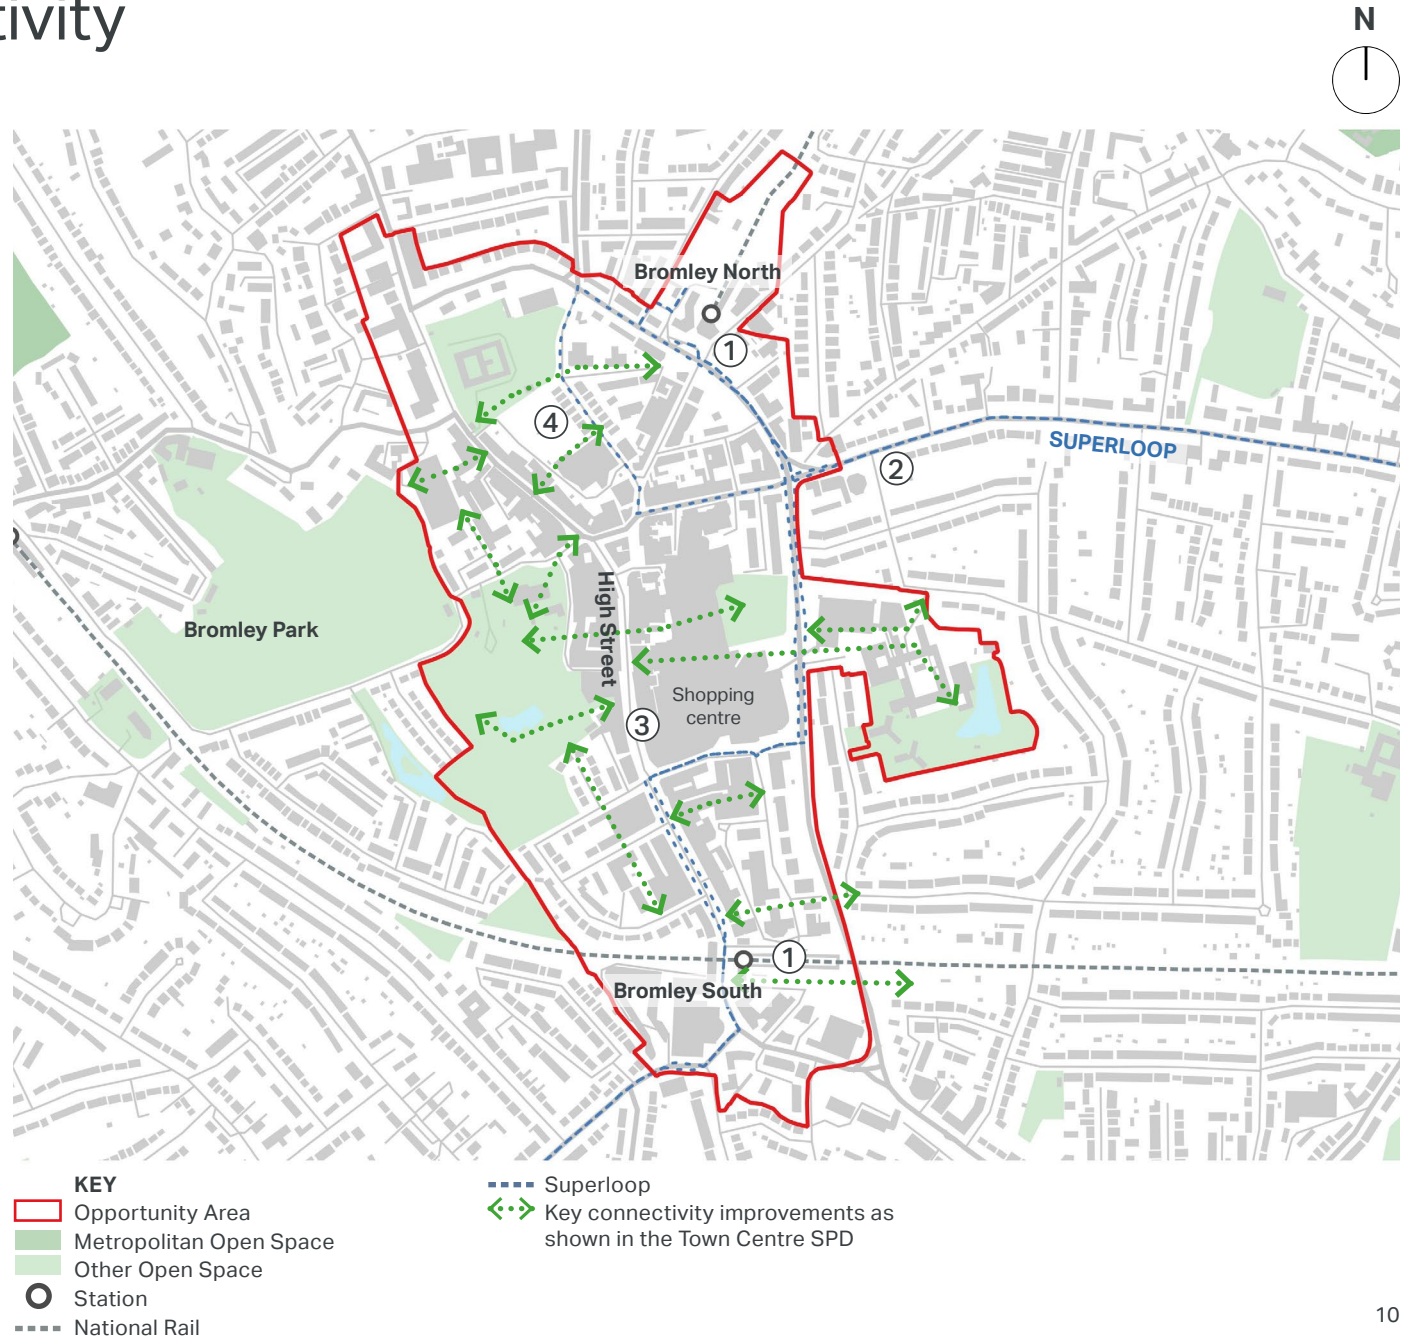 tivity
N
Bromley North
1
4
2
SUPERLOOP
High Street
Bromley Park
Shopping
centre
3
1
Bromley South
KEY
Opportunity Area
Metropolitan Open Space
Other Open Space
Station
National Rail
Superloop
Key connectivity improvements as
shown in the Town Centre SPD
10